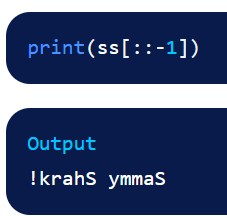 print(ss[::-1])
Output
!krahS ymmaS